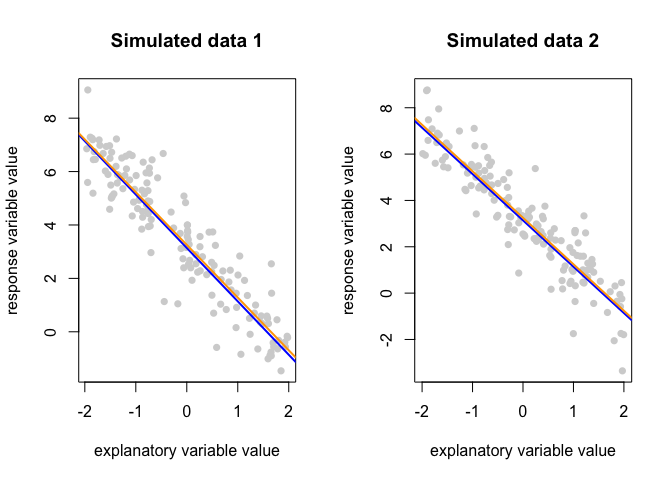 Simulated data 1
response variable value
8
6
4
2
0
-2 -1 0 1 2
explanatory variable value
Simulated data 2
response variable value
8
6
4
2
0
-2
-2 -1 0 1 2
explanatory variable value